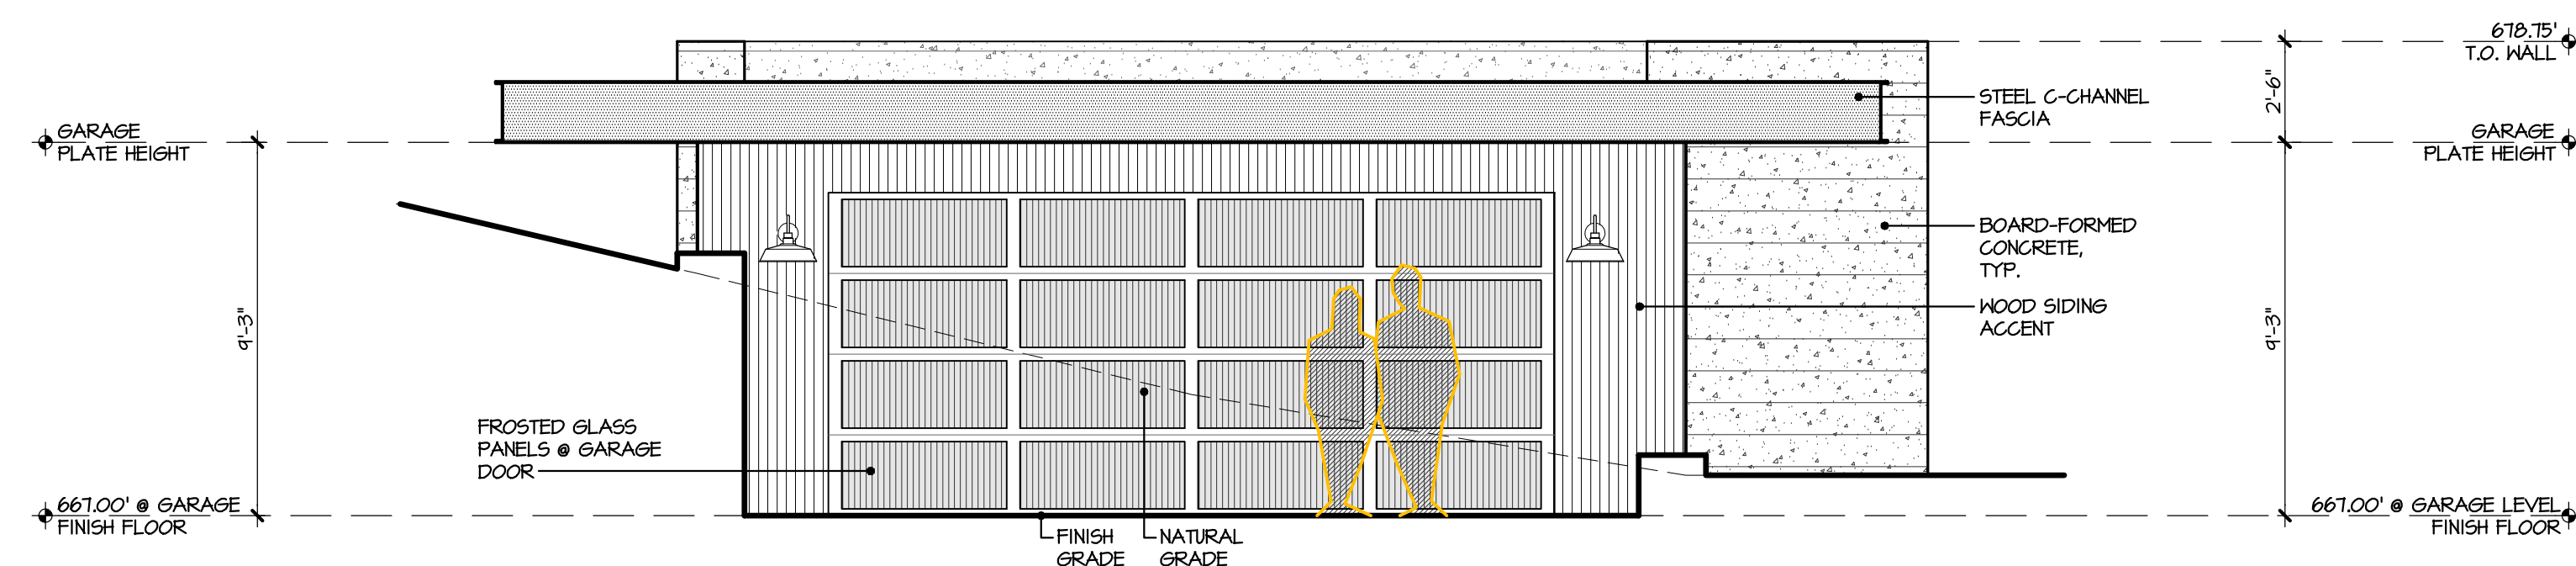 678.75'
T.O. WALL
2'-6"
STEEL C-CHANNEL
FASCIA
GARAGE
PLATE HEIGHT
GARAGE
PLATE HEIGHT
BOARD-FORMED
CONCRETE,
TYP.
WOOD SIDING
ACCENT
9'-3"
9'-3"
FROSTED GLASS
PANELS @ GARAGE
DOOR
667.00' @ GARAGE
FINISH FLOOR
667.00' @ GARAGE LEVEL
FINISH FLOOR
FINISH
GRADE
NATURAL
GRADE